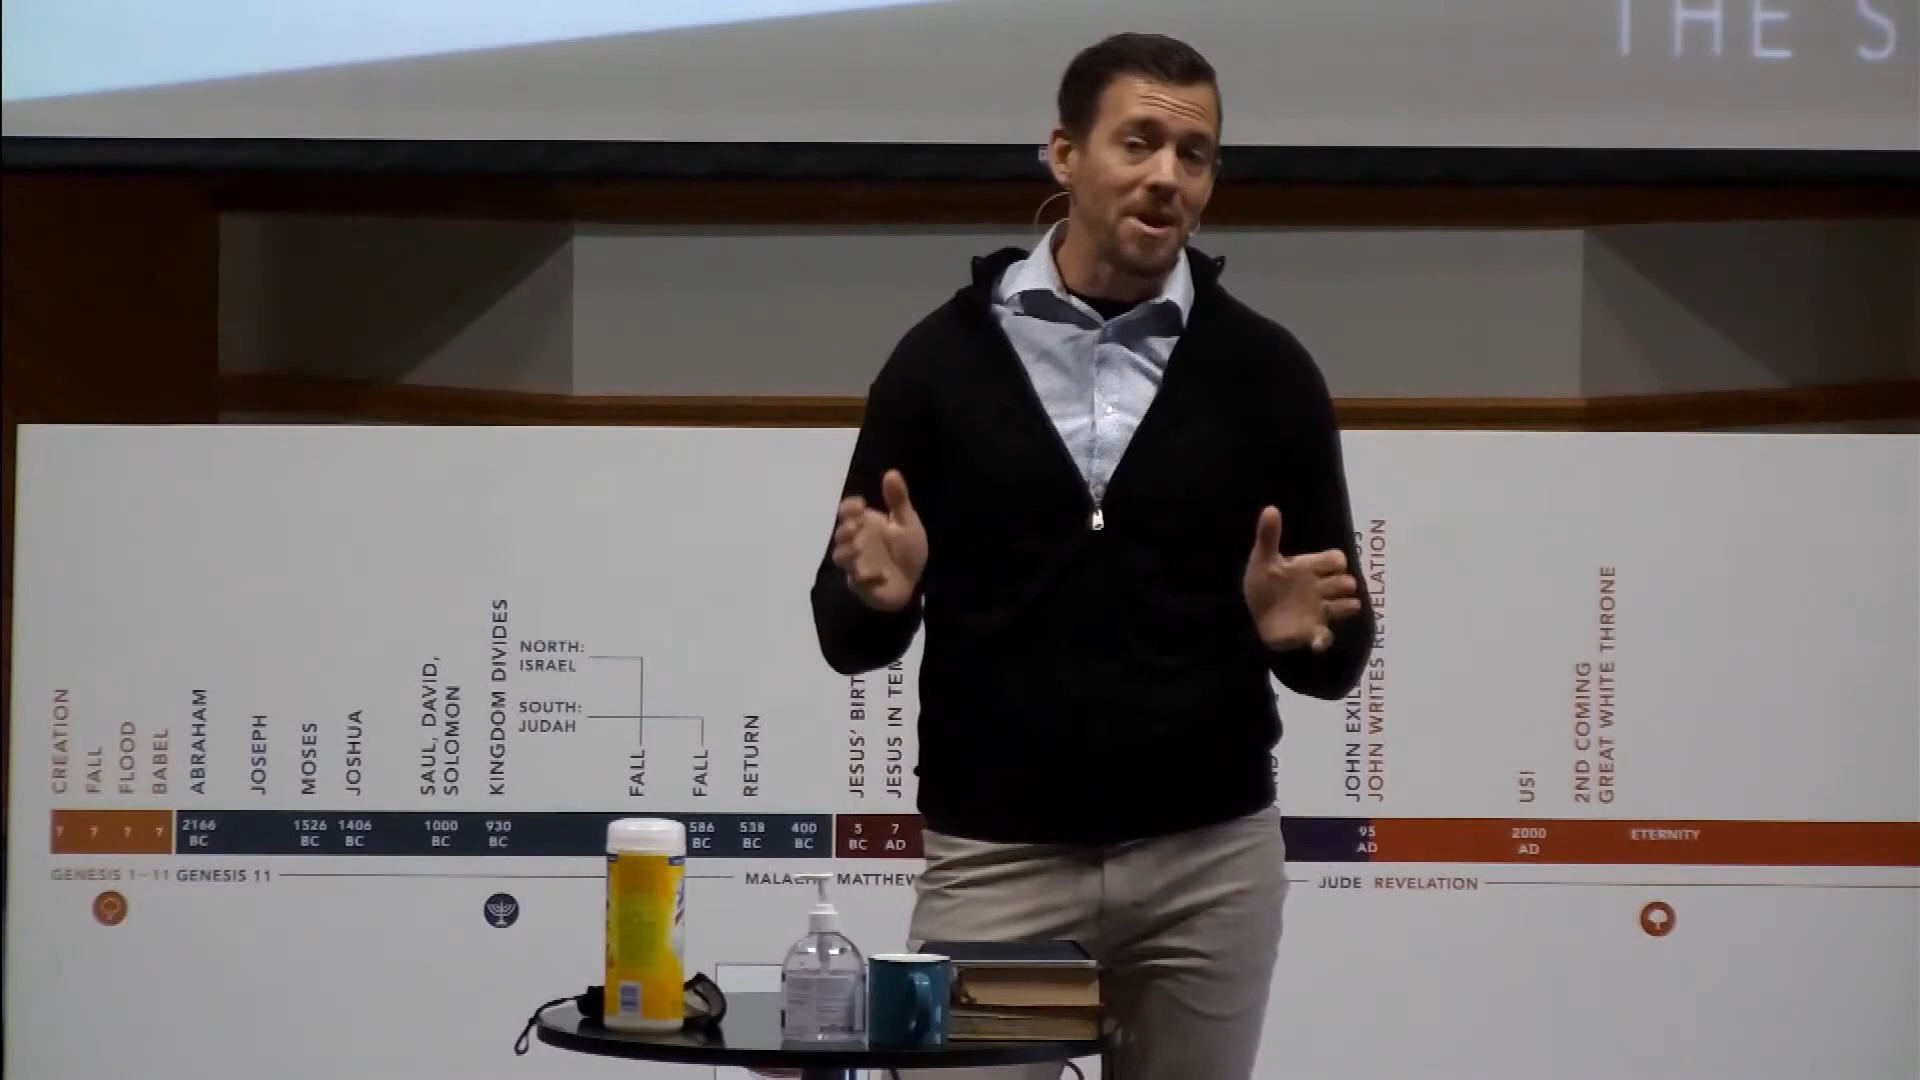 THE S
CREATION
FALL
FLOOD
BABEL
ABRAHAM
JOSEPH
MOSES
JOSHUA
SAUL, DAVID,
SOLOMON
KINGDOM DIVIDES
NORTH:
ISRAEL
SOUTH:
JUDAH
FALL
FALL
RETURN
JESUS' BIRT
JESUS IN TEM
JOHN EXIL
JOHN WRITES REVELATION
US!
2ND COMING
GREAT WHITE THRONE
? ? ? ?
2166
BC
1526
BC
1406
BC
1000
BC
930
BC
586
BC
538
BC
400
BC
5
BC
7
AD
95
AD
2000
AD
ETERNITY
GENESIS 1-11 GENESIS 11
MALACHI MATTHEW
JUDE REVELATION